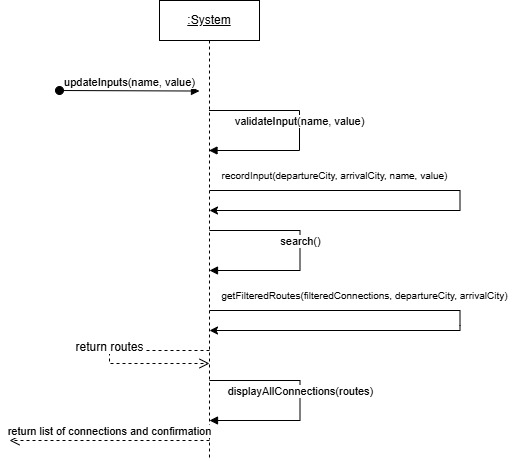 :System
updateInputs(name, value)
validateInput(name, value)
recordInput(departureCity, arrivalCity, name, value)
search()
getFilteredRoutes(filteredConnections, departureCity, arrivalCity)
return routes
displayAllConnections(routes)
return list of connections and confirmation